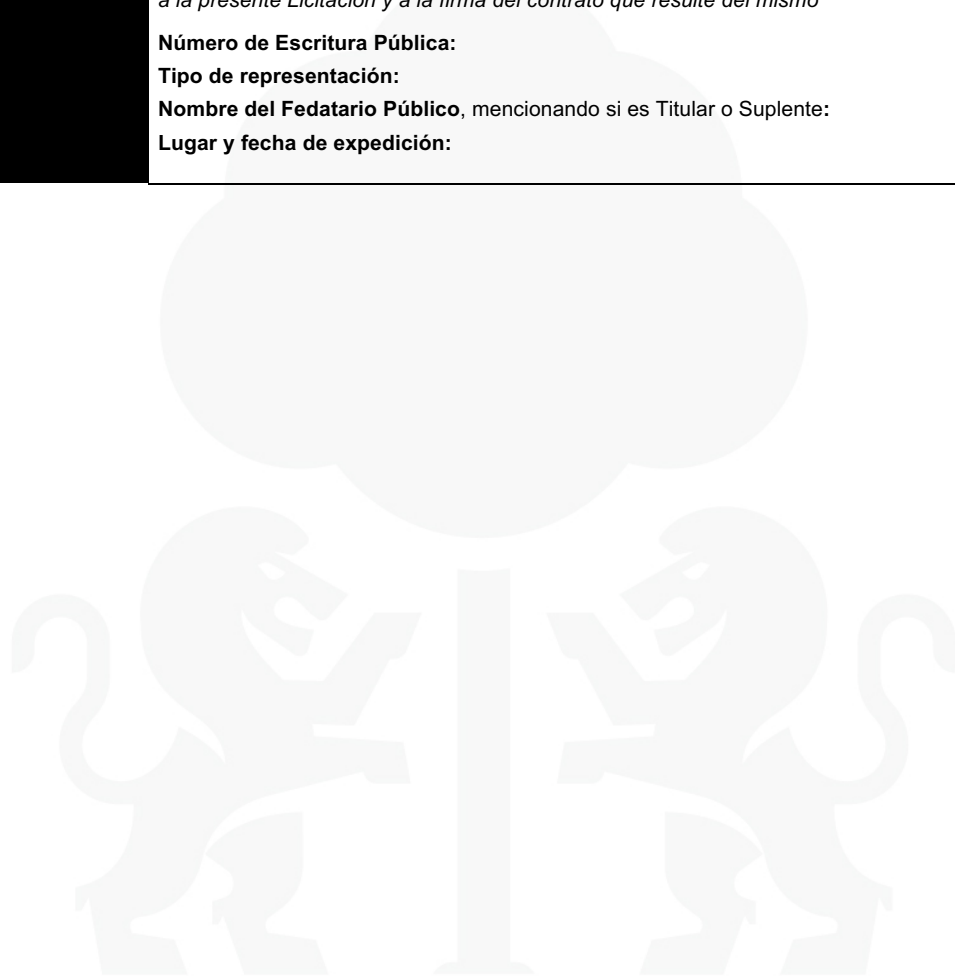 a la presente Licitación y a la firma del contrato que resulte del mismo
Número de Escritura Pública:
Tipo de representación:
Nombre del Fedatario Público, mencionando si es Titular o Suplente:
Lugar y fecha de expedición: